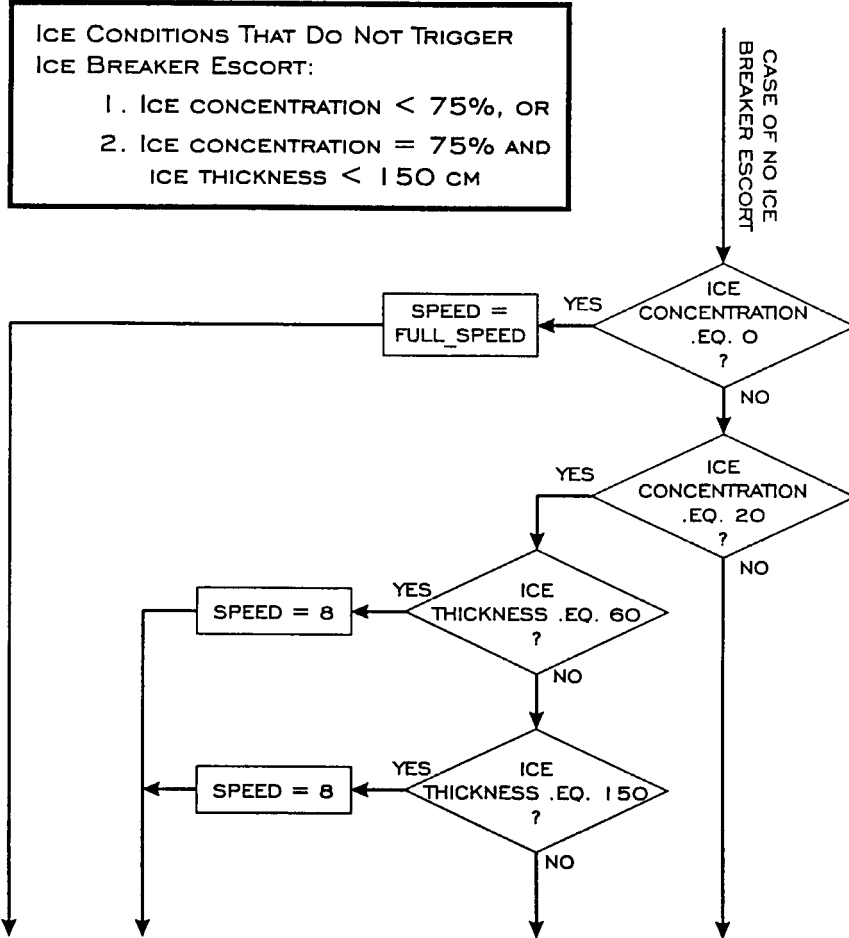 ICE CONDITIONS THAT DO NOT TRIGGER
ICE BREAKER ESCORT:
1. ICE CONCENTRATION < 75%, OR
2. ICE CONCENTRATION = 75% AND
ICE THICKNESS < 150 CM
CASE OF NO ICE
BREAKER ESCORT
ICE
CONCENTRATION
.EQ. 0
?
YES
SPEED =
FULL_SPEED
NO
ICE
CONCENTRATION
.EQ. 20
?
YES
NO
ICE
THICKNESS .EQ. 60
?
YES
SPEED = 8
NO
ICE
THICKNESS .EQ. 150
?
YES
SPEED = 8
NO